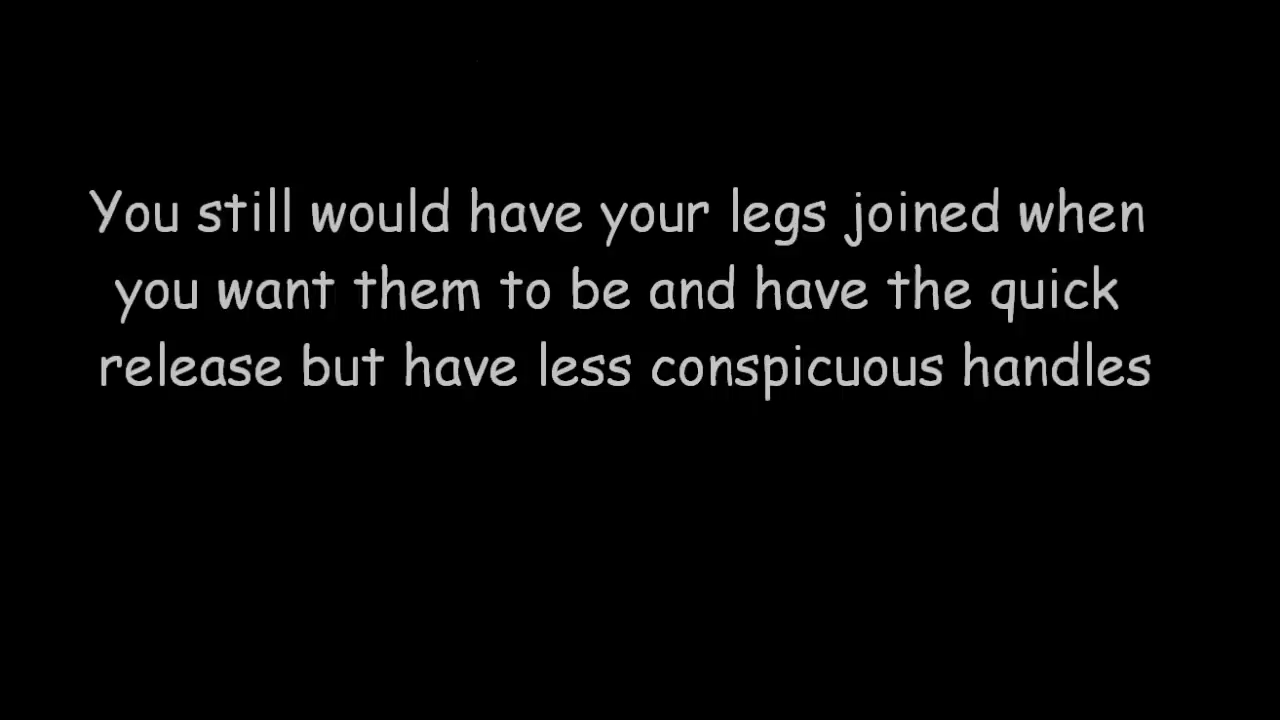 You still would have your legs joined when
you want them to be and have the quick
release but have less conspicuous handles